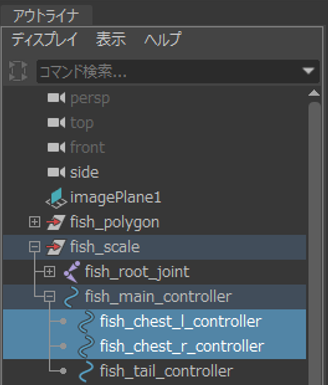 アウトライナ
ディスプレイ 表示 ヘルプ
コマンド検索...
persp
top
front
side
imagePlane1
fish_polygon
fish_scale
fish_root_joint
fish_main_controller
fish_chest_l_controller
fish_chest_r_controller
fish_tail_controller